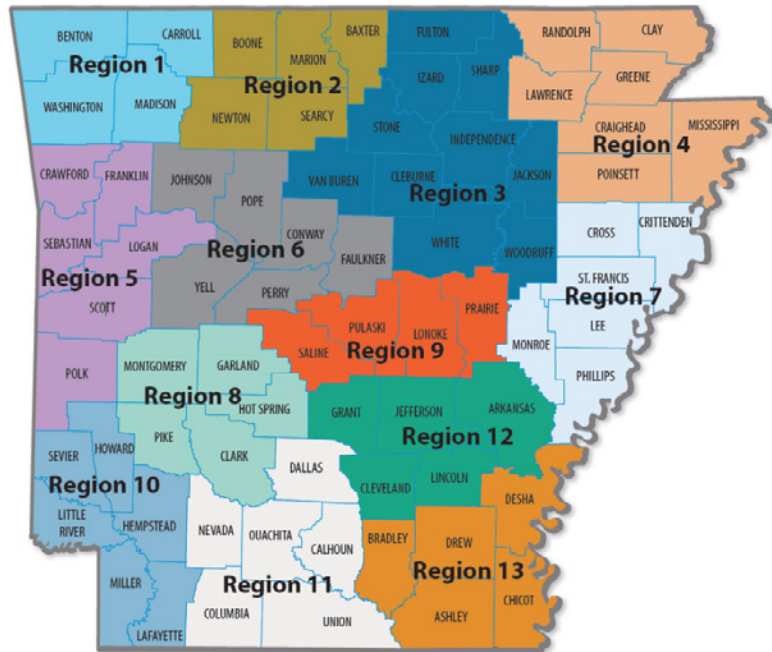 BENTON
CARROLL
Region 1
WASHINGTON
MADISON
BOONE
MARION
BAXTER
Region 2
NEWTON
SEARCY
FULTON
IZARD
SHARP
STONE
INDEPENDENCE
VAN BUREN
CLEBURNE
JACKSON
Region 3
WHITE
WOODRUFF
RANDOLPH
CLAY
GREENE
LAWRENCE
CRAIGHEAD
MISSISSIPPI
Region 4
POINSETT
CRAWFORD
FRANKLIN
SEBASTIAN
LOGAN
Region 5
SCOTT
POLK
JOHNSON
POPE
CONWAY
Region 6
FAULKNER
YELL
PERRY
CROSS
CRITTENDEN
ST. FRANCIS
Region 7
LEE
MONROE
PHILLIPS
MONTGOMERY
GARLAND
Region 8
HOT SPRING
PIKE
CLARK
PULASKI
LONOKE
PRAIRIE
SALINE
Region 9
SEVIER
HOWARD
Region 10
LITTLE
RIVER
HEMPSTEAD
MILLER
LAFAYETTE
DALLAS
NEVADA
OUACHITA
CALHOUN
Region 11
COLUMBIA
UNION
GRANT
JEFFERSON
ARKANSAS
Region 12
CLEVELAND
LINCOLN
DESHA
BRADLEY
DREW
Region 13
ASHLEY
CHICOT